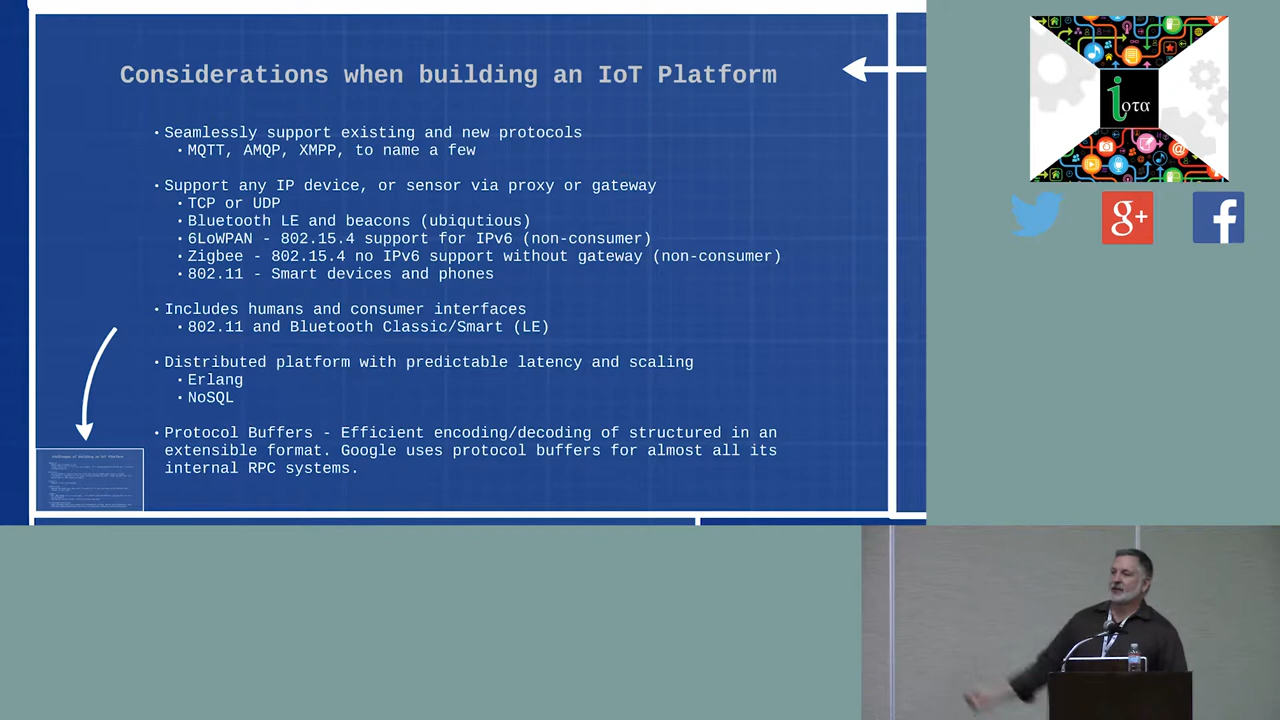 Considerations when building an IoT Platform
• Seamlessly support existing and new protocols
• MQTT, AMQP, XMPP, to name a few
• Support any IP device, or sensor via proxy or gateway
• TCP or UDP
• Bluetooth LE and beacons (ubiqutious)
• 6LoWPAN - 802.15.4 support for IPv6 (non-consumer)
• Zigbee - 802.15.4 no IPv6 support without gateway (non-consumer)
• 802.11 - Smart devices and phones
• Includes humans and consumer interfaces
• 802.11 and Bluetooth Classic/Smart (LE)
• Distributed platform with predictable latency and scaling
• Erlang
• NoSQL
• Protocol Buffers - Efficient encoding/decoding of structured in an
extensible format. Google uses protocol buffers for almost all its
internal RPC systems.
iοτα
g+
f